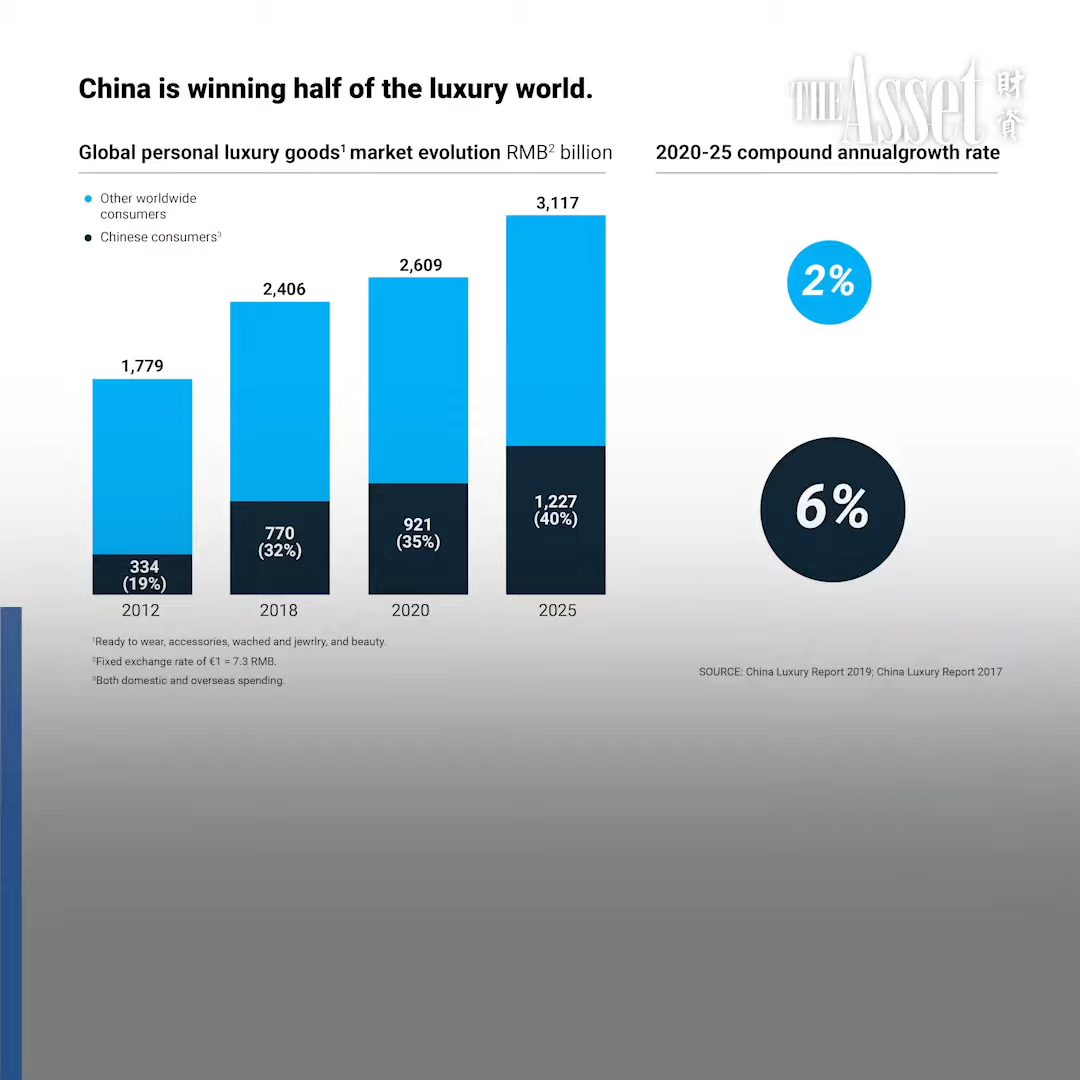 THE Asset 財資
China is winning half of the luxury world.
Global personal luxury goods¹ market evolution RMB² billion
2020-25 compound annualgrowth rate
Other worldwide
consumers
Chinese consumers³
1,779
2,406
2,609
3,117
334
(19%)
770
(32%)
921
(35%)
1,227
(40%)
2012
2018
2020
2025
2%
6%
¹Ready to wear, accessories, wached and jewrlry, and beauty.
²Fixed exchange rate of €1 = 7.3 RMB.
³Both domestic and overseas spending.
SOURCE: China Luxury Report 2019; China Luxury Report 2017